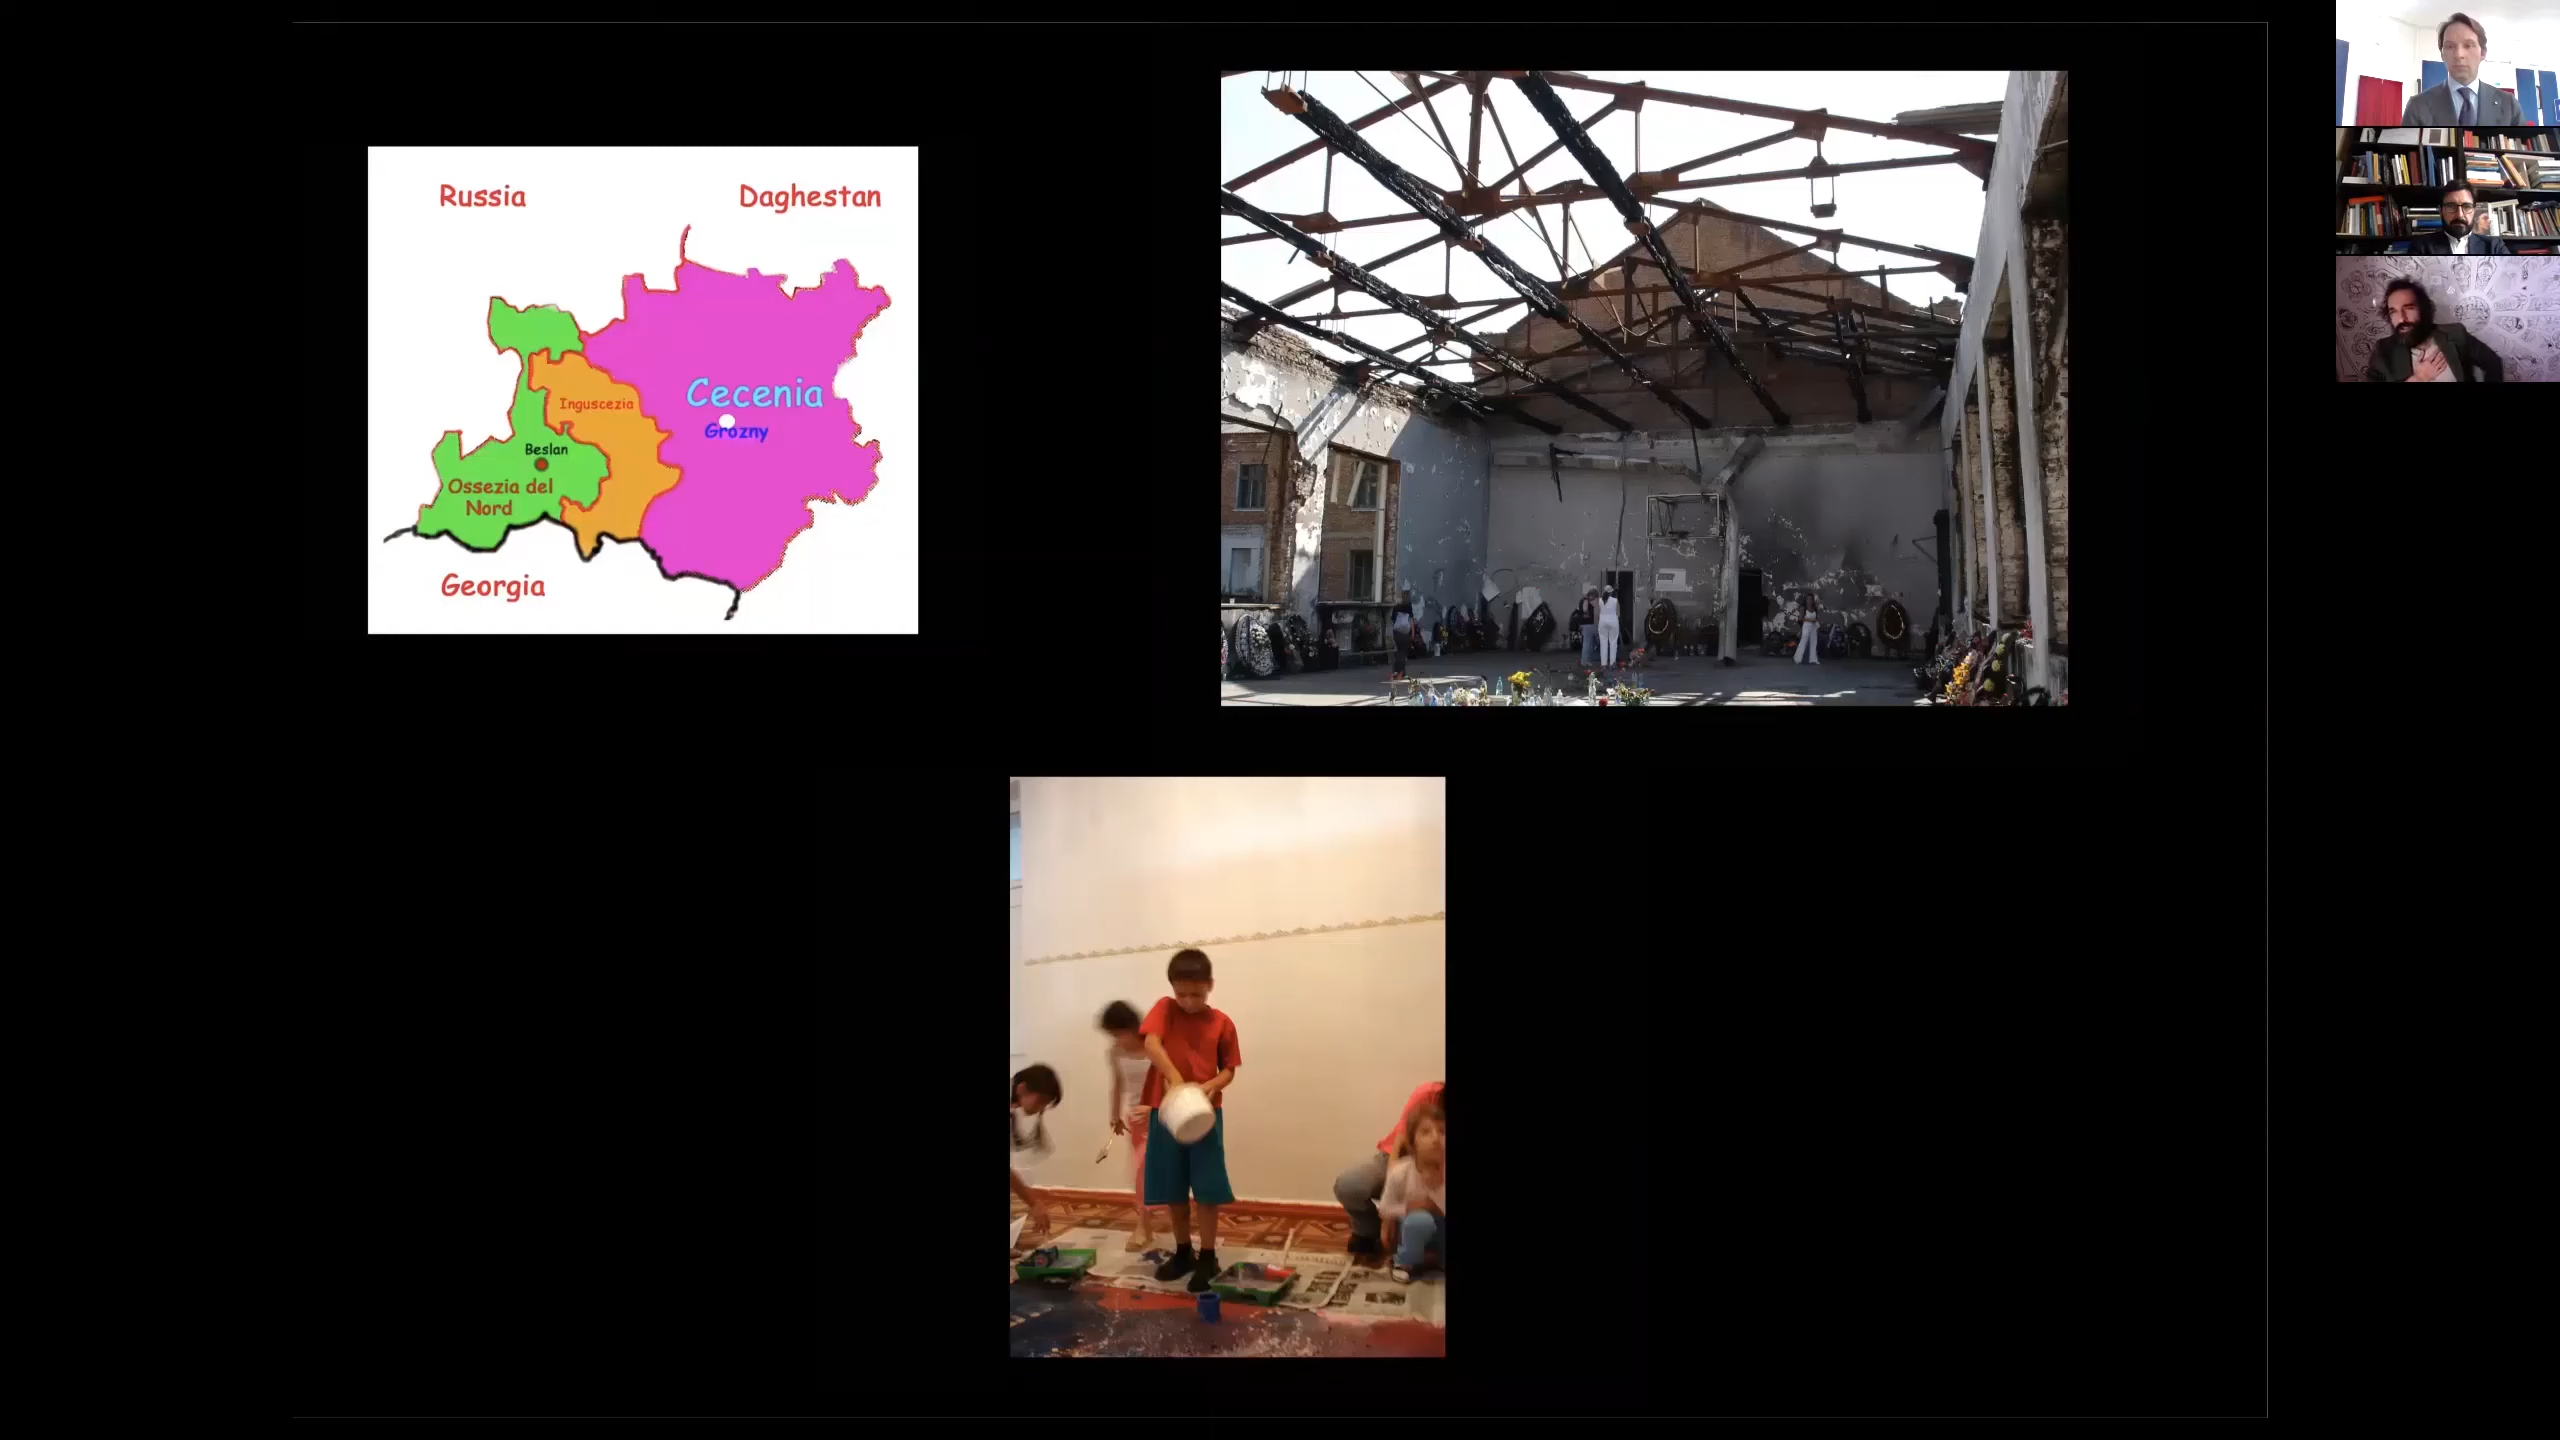 Russia
Daghestan
Cecenia
Inguscezia
Grozny
Beslan
Ossezia del
Nord
Georgia